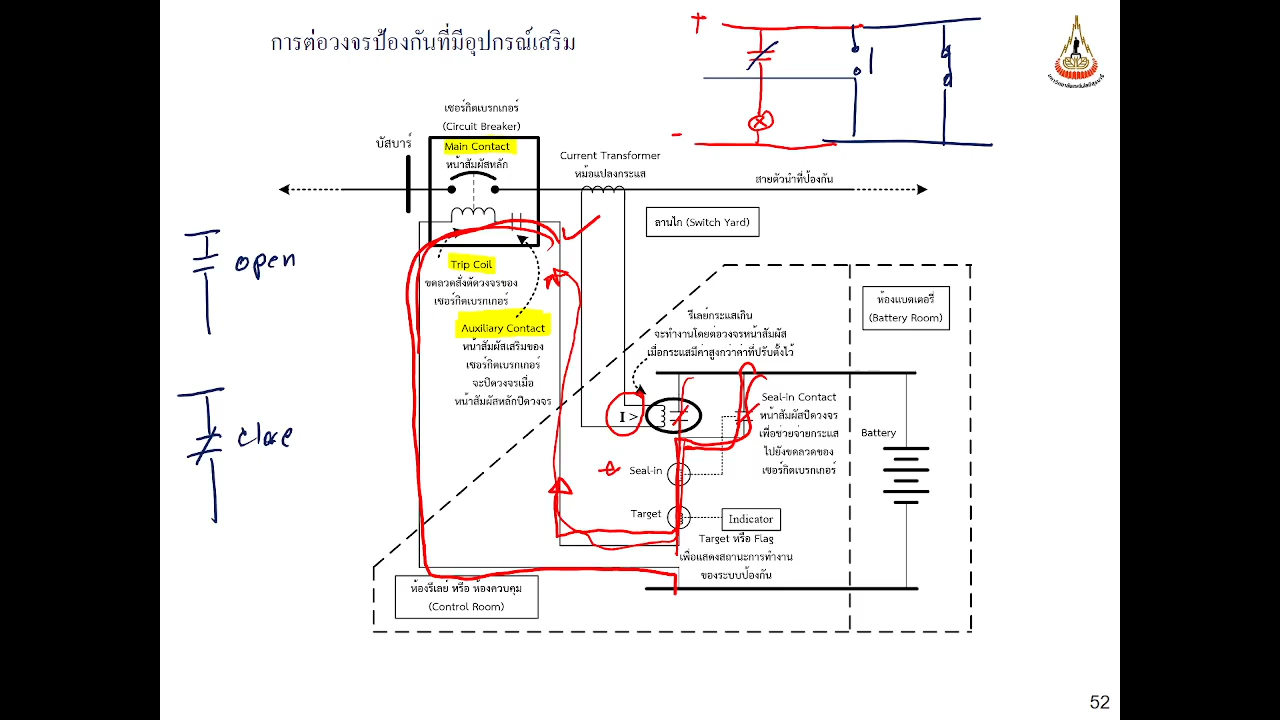 การต่อวงจรป้องกันที่มีอุปกรณ์เสริม
+
-
เซอร์กิตเบรกเกอร์
(Circuit Breaker)
บัสบาร์
Main Contact
หน้าสัมผัสหลัก
Current Transformer
หม้อแปลงกระแส
สายตัวนำที่ป้องกัน
ลานไก (Switch Yard)
open
Trip Coil
ขดลวดสั่งตัดวงจรของ
เซอร์กิตเบรกเกอร์
Auxiliary Contact
หน้าสัมผัสเสริมของ
เซอร์กิตเบรกเกอร์
จะปิดวงจรเมื่อ
หน้าสัมผัสหลักปิดวงจร
ห้องแบตเตอรี่
(Battery Room)
รีเลย์กระแสเกิน
จะทำงานโดยต่อวงจรหน้าสัมผัส
เมื่อกระแสมีค่าสูงกว่าค่าที่ปรับตั้งไว้
I >
close
Seal-in Contact
หน้าสัมผัสปิดวงจร
เพื่อช่วยจ่ายกระแส
ไปยังขดลวดของ
เซอร์กิตเบรกเกอร์
Battery
Seal-in
Target
Indicator
Target หรือ Flag
เพื่อแสดงสถานะการทำงาน
ของระบบป้องกัน
ห้องรีเลย์ หรือ ห้องควบคุม
(Control Room)
52